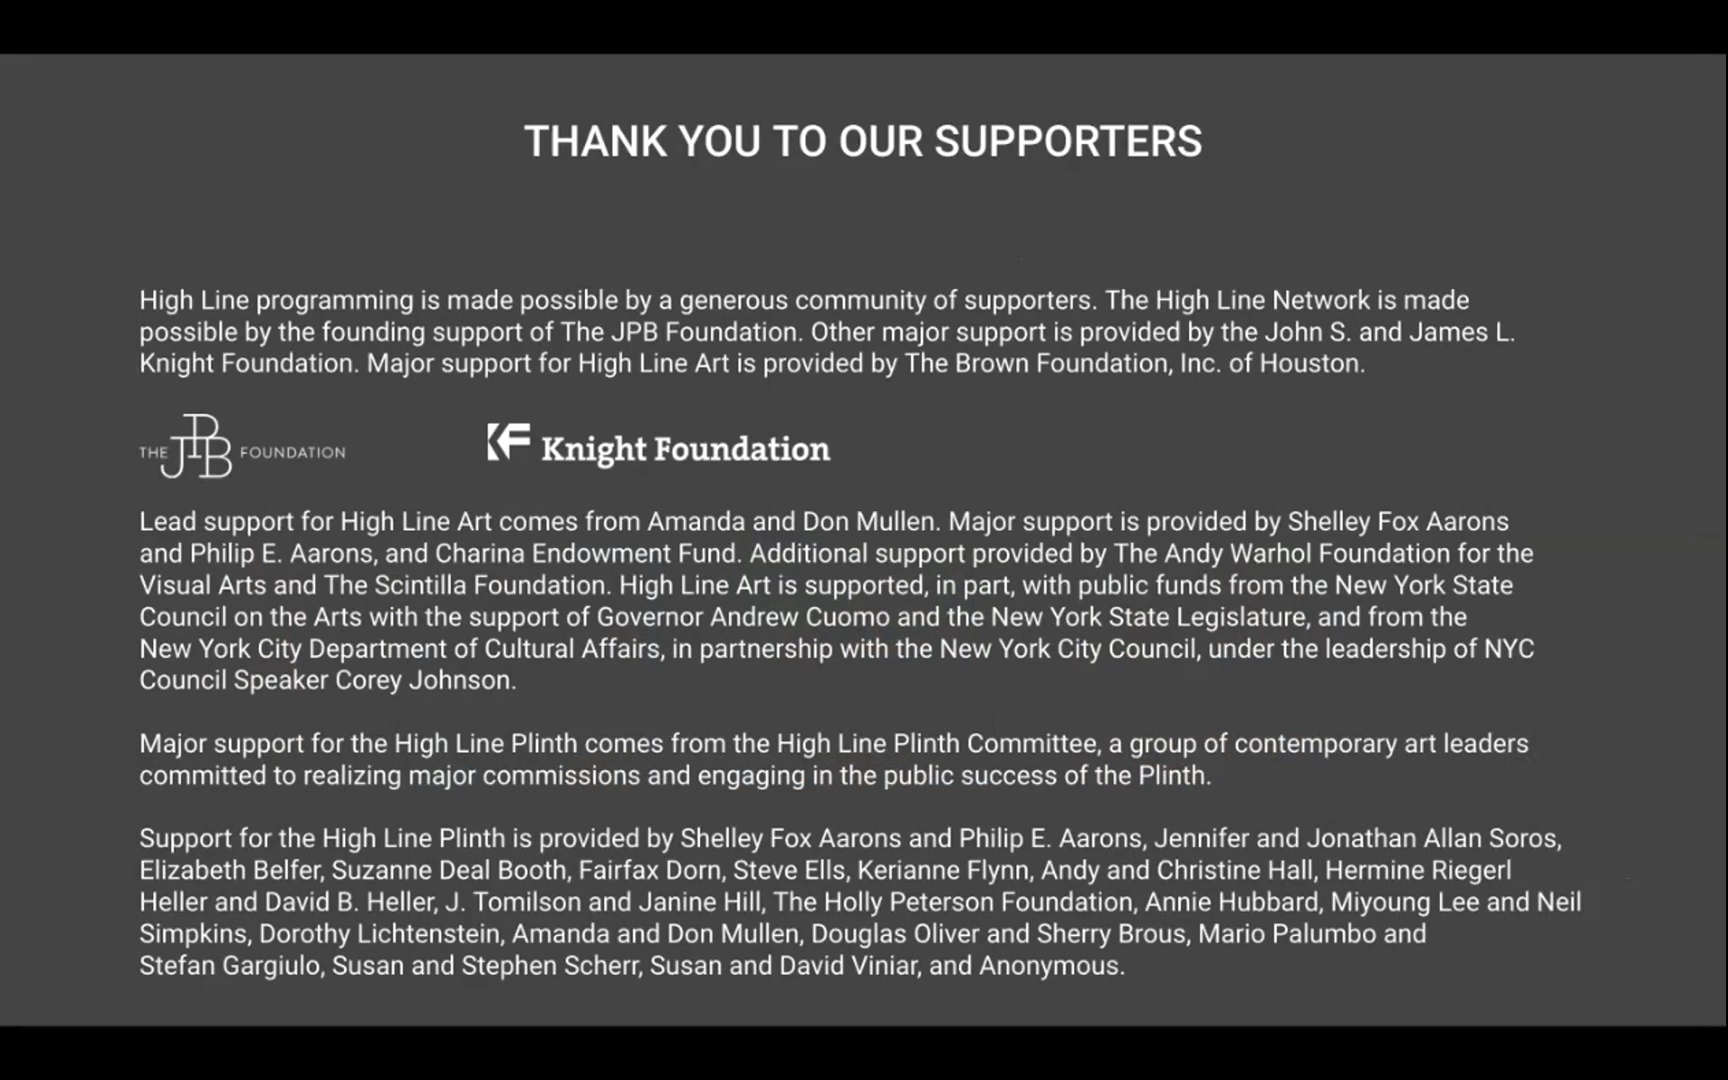 THANK YOU TO OUR SUPPORTERS
High Line programming is made possible by a generous community of supporters. The High Line Network is made
possible by the founding support of The JPB Foundation. Other major support is provided by the John S. and James L.
Knight Foundation. Major support for High Line Art is provided by The Brown Foundation, Inc. of Houston.
THE JPB FOUNDATION
KF Knight Foundation
Lead support for High Line Art comes from Amanda and Don Mullen. Major support is provided by Shelley Fox Aarons
and Philip E. Aarons, and Charina Endowment Fund. Additional support provided by The Andy Warhol Foundation for the
Visual Arts and The Scintilla Foundation. High Line Art is supported, in part, with public funds from the New York State
Council on the Arts with the support of Governor Andrew Cuomo and the New York State Legislature, and from the
New York City Department of Cultural Affairs, in partnership with the New York City Council, under the leadership of NYC
Council Speaker Corey Johnson.
Major support for the High Line Plinth comes from the High Line Plinth Committee, a group of contemporary art leaders
committed to realizing major commissions and engaging in the public success of the Plinth.
Support for the High Line Plinth is provided by Shelley Fox Aarons and Philip E. Aarons, Jennifer and Jonathan Allan Soros,
Elizabeth Belfer, Suzanne Deal Booth, Fairfax Dorn, Steve Ells, Kerianne Flynn, Andy and Christine Hall, Hermine Riegerl
Heller and David B. Heller, J. Tomilson and Janine Hill, The Holly Peterson Foundation, Annie Hubbard, Miyoung Lee and Neil
Simpkins, Dorothy Lichtenstein, Amanda and Don Mullen, Douglas Oliver and Sherry Brous, Mario Palumbo and
Stefan Gargiulo, Susan and Stephen Scherr, Susan and David Viniar, and Anonymous.